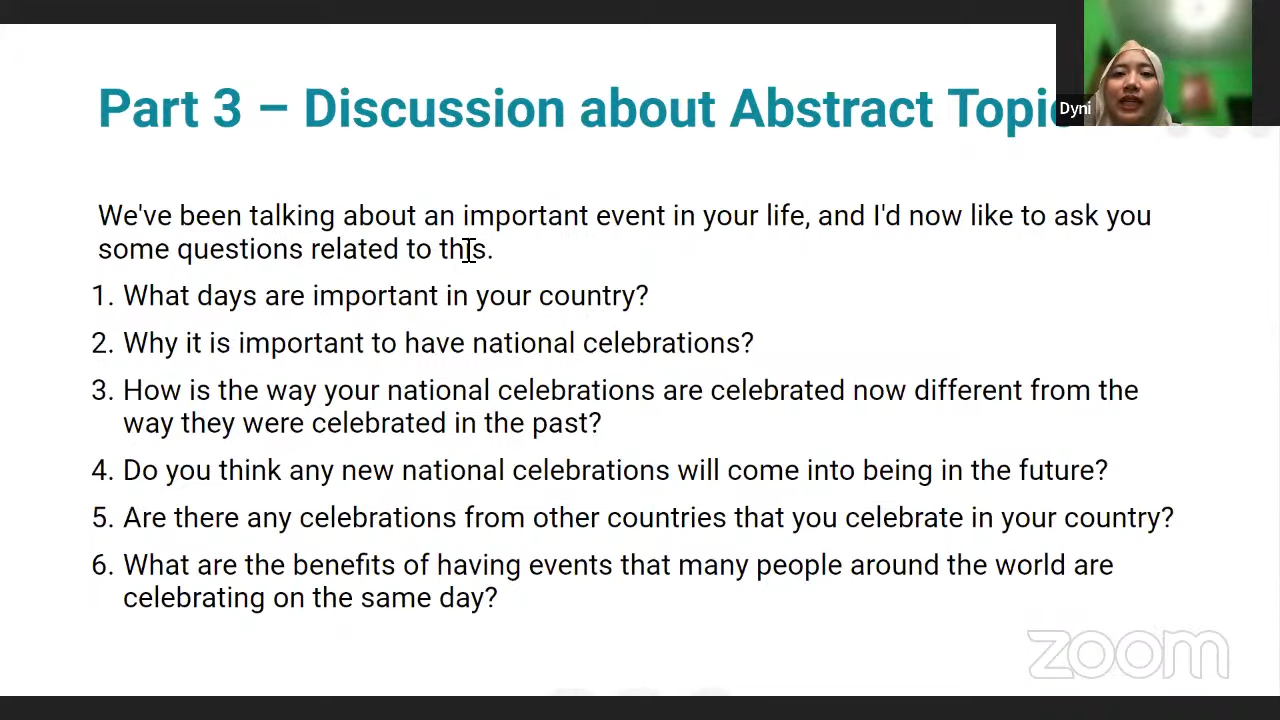 Part 3 – Discussion about Abstract Topic
Dyni
We've been talking about an important event in your life, and I'd now like to ask you
some questions related to this.
1. What days are important in your country?
2. Why it is important to have national celebrations?
3. How is the way your national celebrations are celebrated now different from the
way they were celebrated in the past?
4. Do you think any new national celebrations will come into being in the future?
5. Are there any celebrations from other countries that you celebrate in your country?
6. What are the benefits of having events that many people around the world are
celebrating on the same day?
zoom